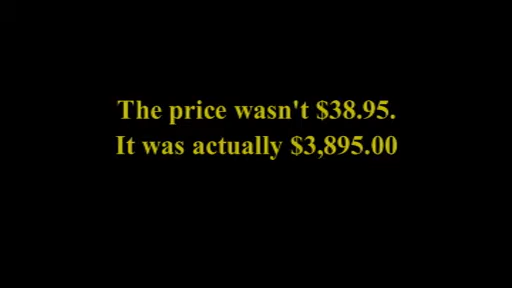 The price wasn't $38.95.
It was actually $3,895.00